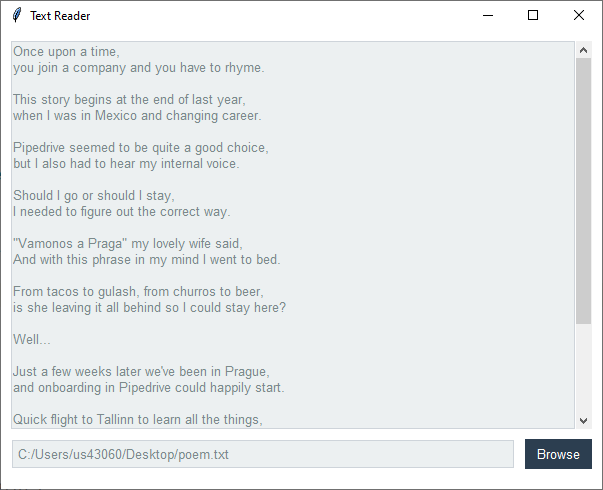 Text Reader
Once upon a time,
you join a company and you have to rhyme.
This story begins at the end of last year,
when I was in Mexico and changing career.
Pipedrive seemed to be quite a good choice,
but I also had to hear my internal voice.
Should I go or should I stay,
I needed to figure out the correct way.
"Vamonos a Praga" my lovely wife said,
And with this phrase in my mind I went to bed.
From tacos to gulash, from churros to beer,
is she leaving it all behind so I could stay here?
Well...
Just a few weeks later we've been in Prague,
and onboarding in Pipedrive could happily start.
Quick flight to Tallinn to learn all the things,
C:/Users/us43060/Desktop/poem.txt
Browse